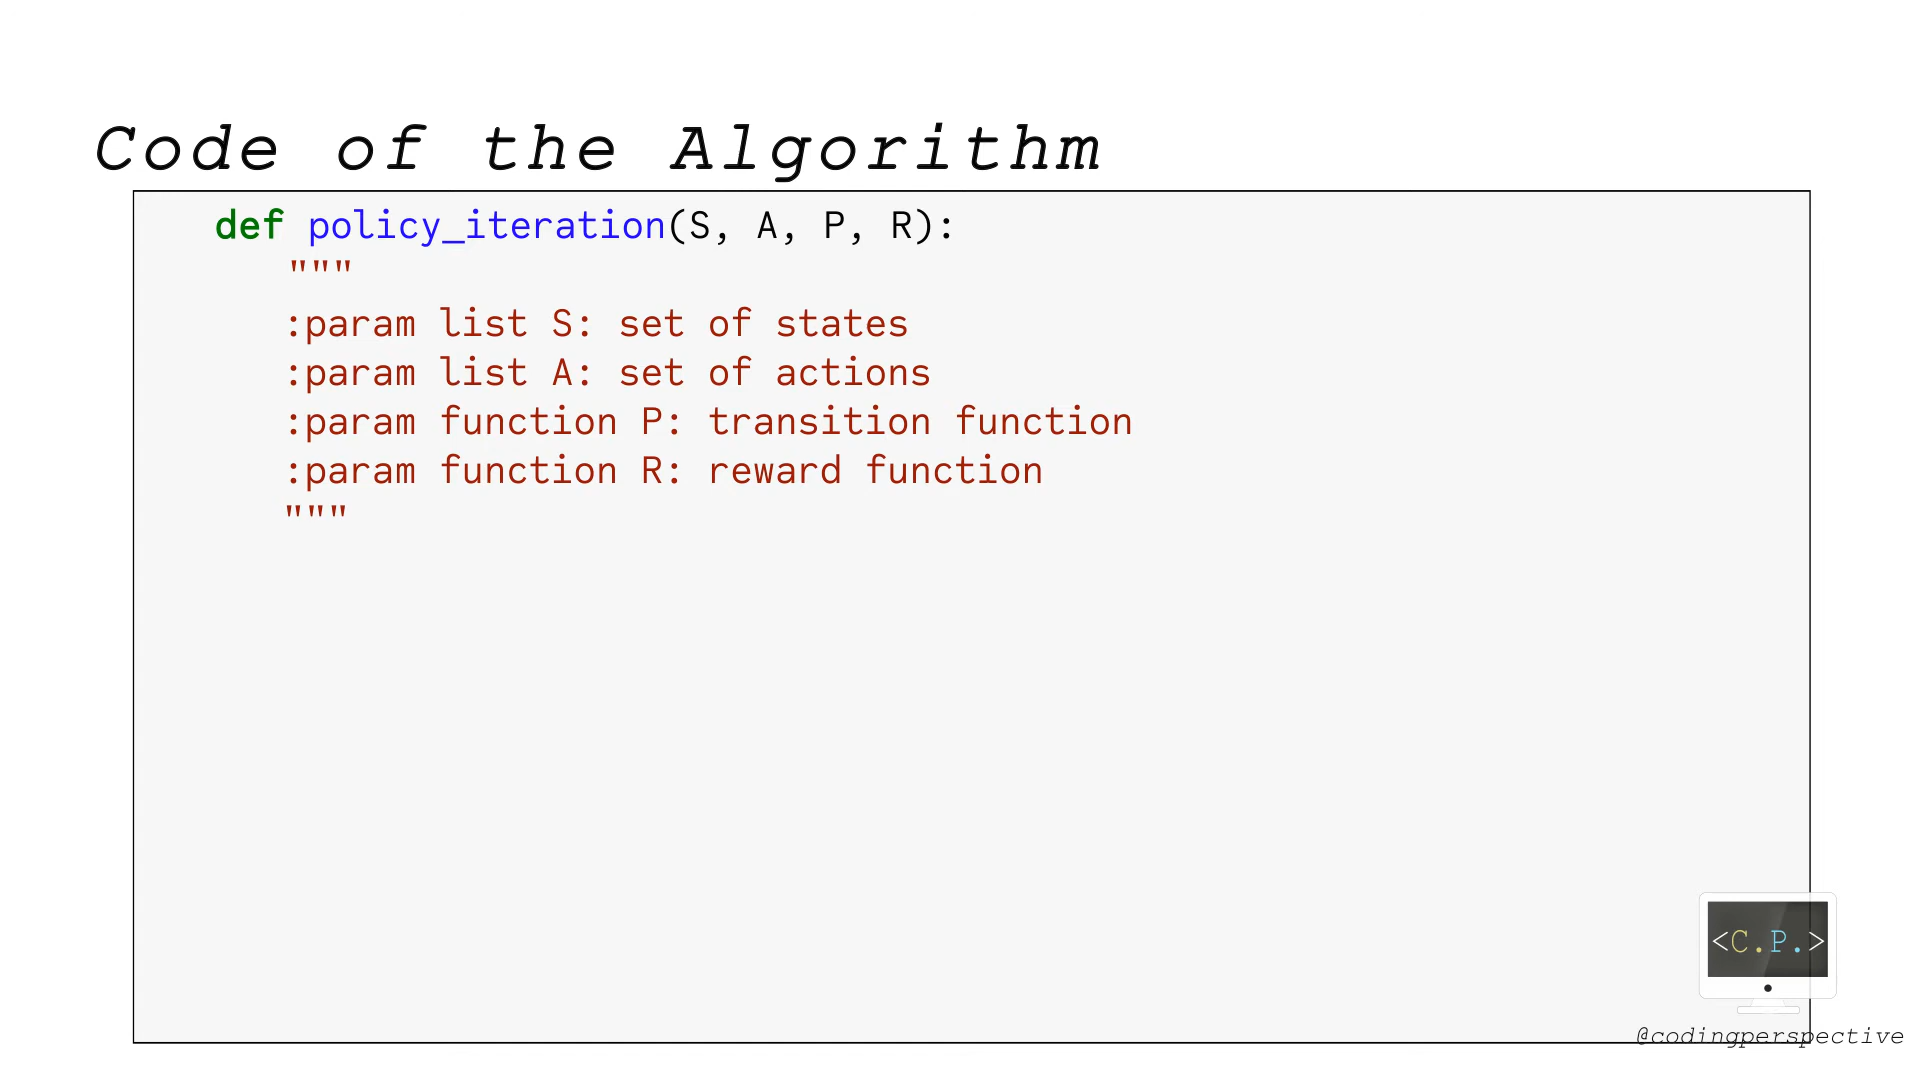 Code of the Algorithm
def policy_iteration(S, A, P, R):
"""
:param list S: set of states
:param list A: set of actions
:param function P: transition function
:param function R: reward function
"""
<C.P.>
@codingperspective